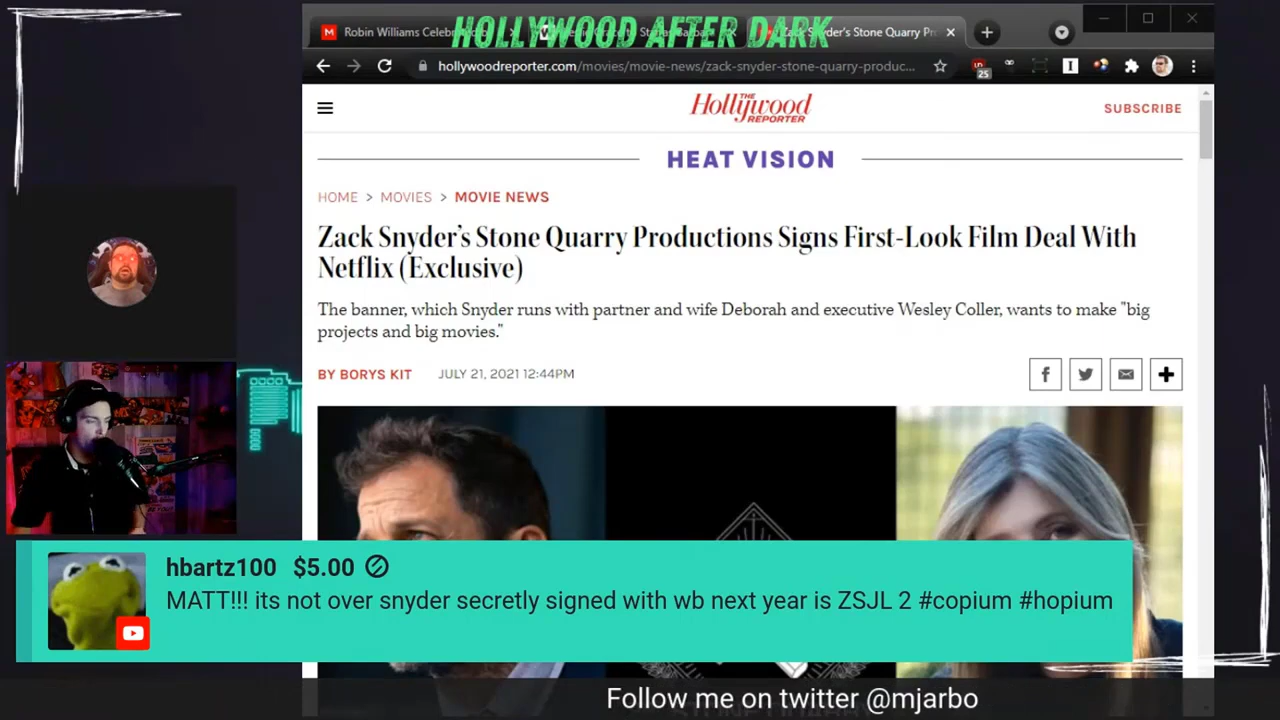 HOLLYWOOD AFTER DARK
Robin Williams Celebr
Zack Snyder's Stone Quarry Pr
hollywoodreporter.com/movies/movie-news/zack-snyder-stone-quarry-produc...
25
THE
Hollywood
REPORTER
SUBSCRIBE
HEAT VISION
HOME > MOVIES > MOVIE NEWS
Zack Snyder's Stone Quarry Productions Signs First-Look Film Deal With
Netflix (Exclusive)
The banner, which Snyder runs with partner and wife Deborah and executive Wesley Coller, wants to make "big
projects and big movies."
BY BORYS KIT JULY 21, 2021 12:44PM
hbartz100 $5.00
MATT!!! its not over snyder secretly signed with wb next year is ZSJL 2 #copium #hopium
Follow me on twitter @mjarbo